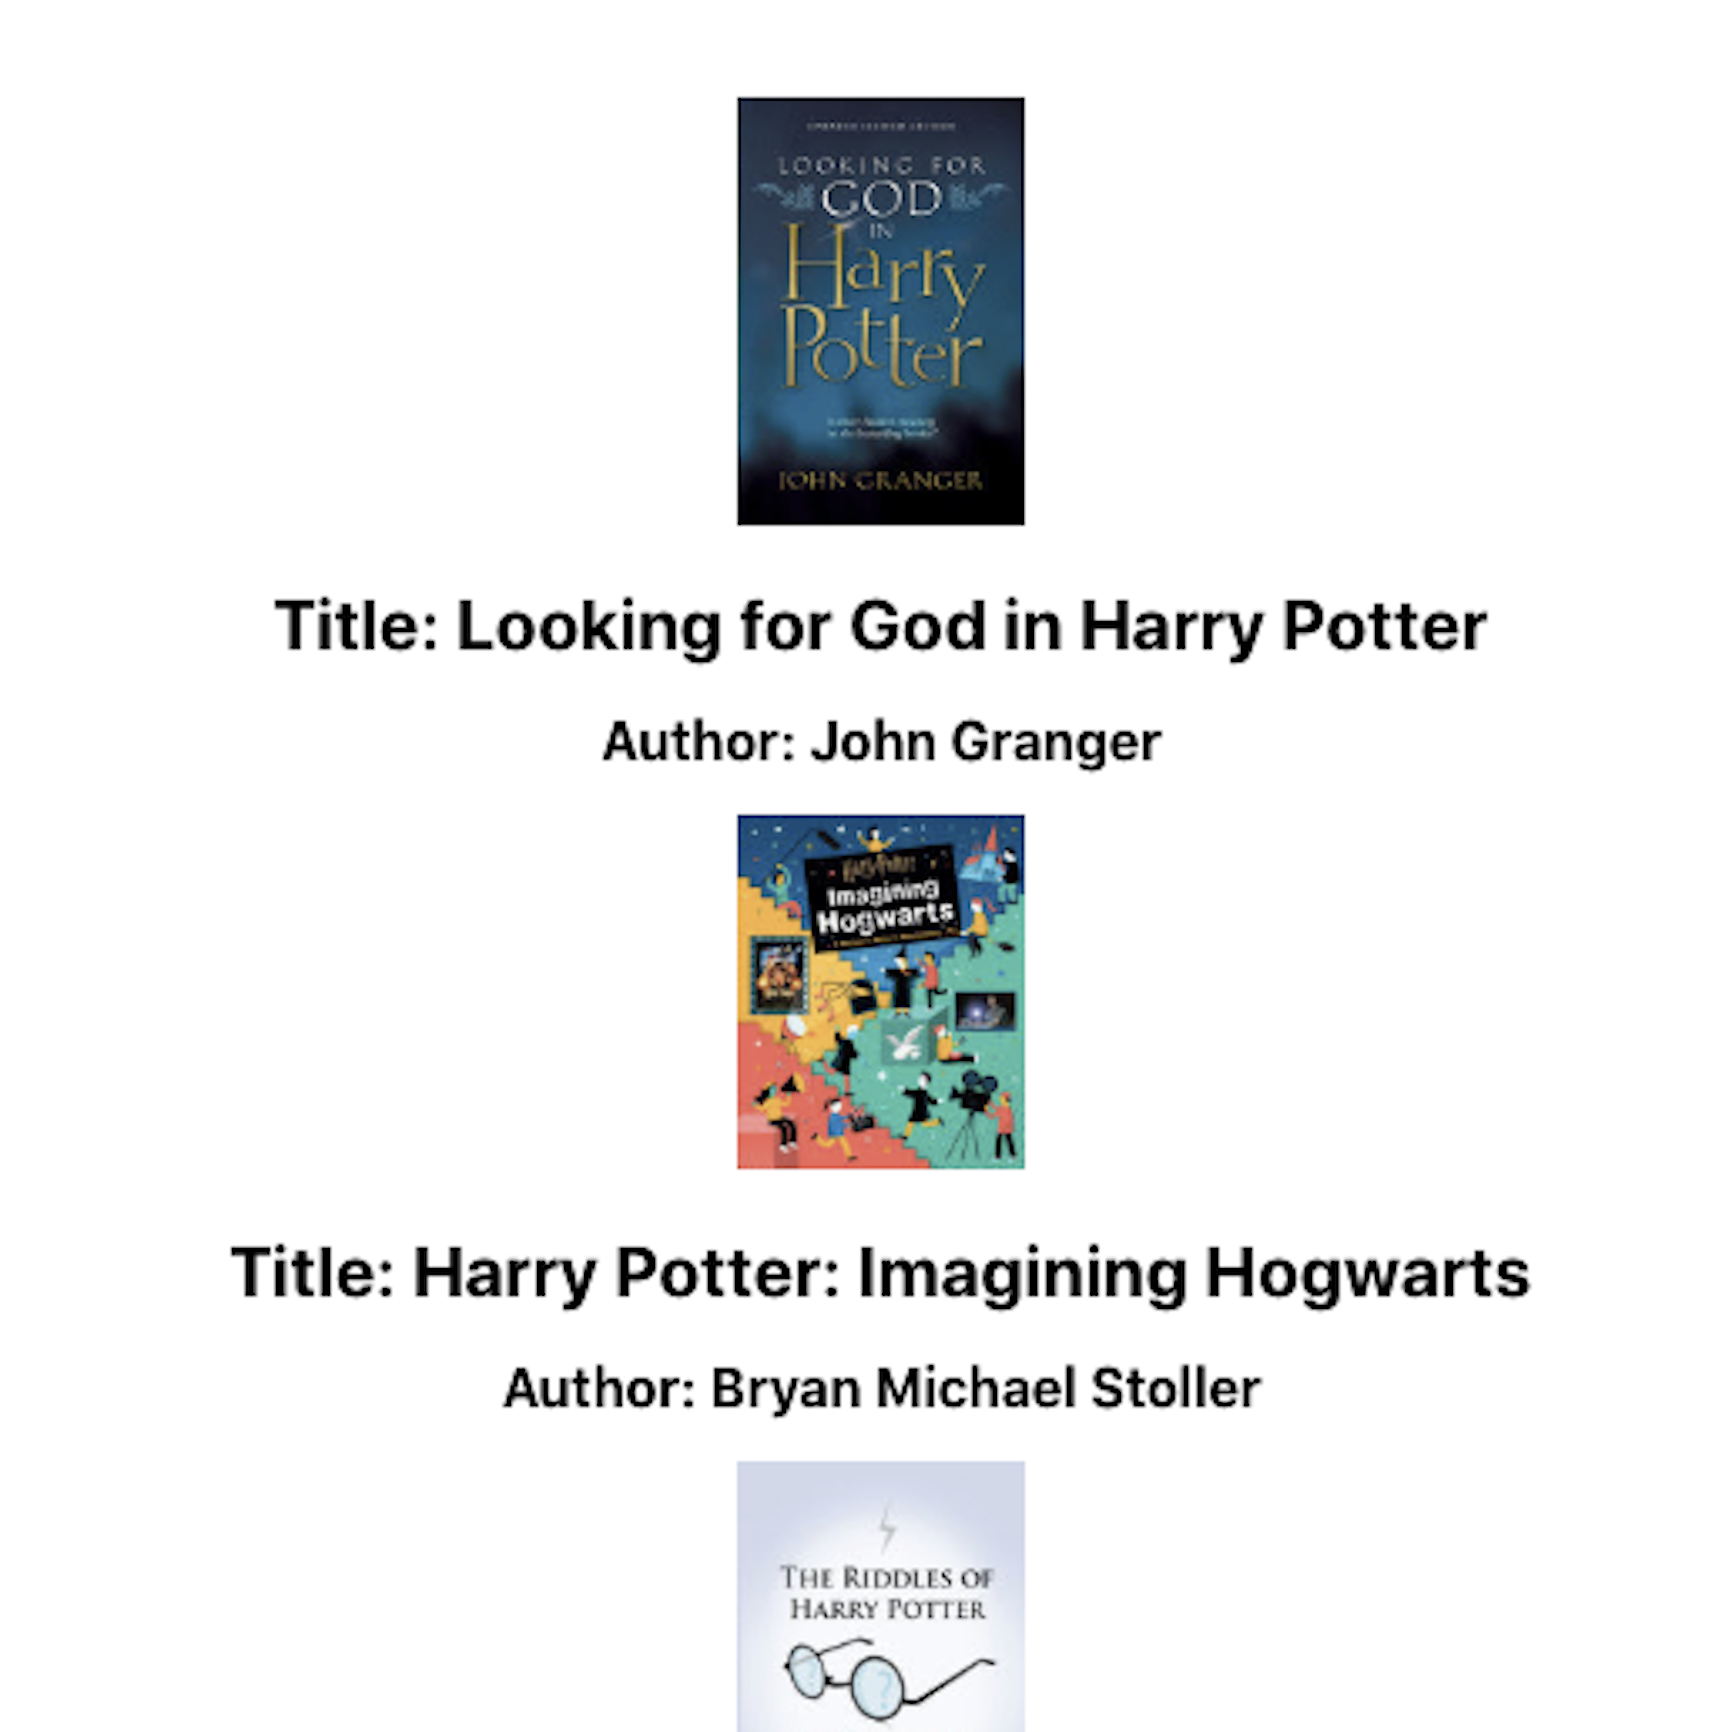 LOOKING FOR
GOD
IN
Harry
Potter
JOHN GRANGER
Title: Looking for God in Harry Potter
Author: John Granger
Harry Potter
Imagining
Hogwarts
Title: Harry Potter: Imagining Hogwarts
Author: Bryan Michael Stoller
THE RIDDLES OF
HARRY POTTER
? ?